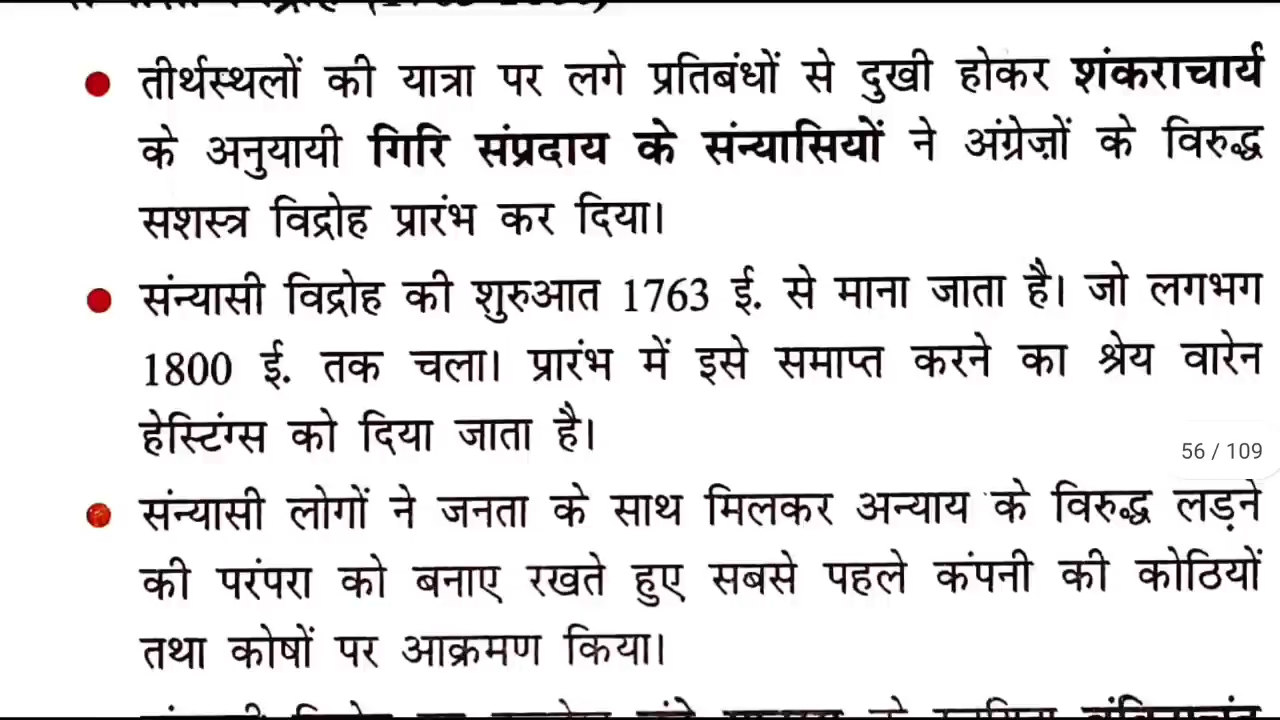 तीर्थस्थलों की यात्रा पर लगे प्रतिबंधों से दुखी होकर शंकराचार्य
के अनुयायी गिरि संप्रदाय के संन्यासियों ने अंग्रेज़ों के विरुद्ध
सशस्त्र विद्रोह प्रारंभ कर दिया।
संन्यासी विद्रोह की शुरुआत 1763 ई. से माना जाता है। जो लगभग
1800 ई. तक चला। प्रारंभ में इसे समाप्त करने का श्रेय वारेन
हेस्टिंग्स को दिया जाता है।
56 / 109
संन्यासी लोगों ने जनता के साथ मिलकर अन्याय के विरुद्ध लड़ने
की परंपरा को बनाए रखते हुए सबसे पहले कंपनी की कोठियों
तथा कोषों पर आक्रमण किया।